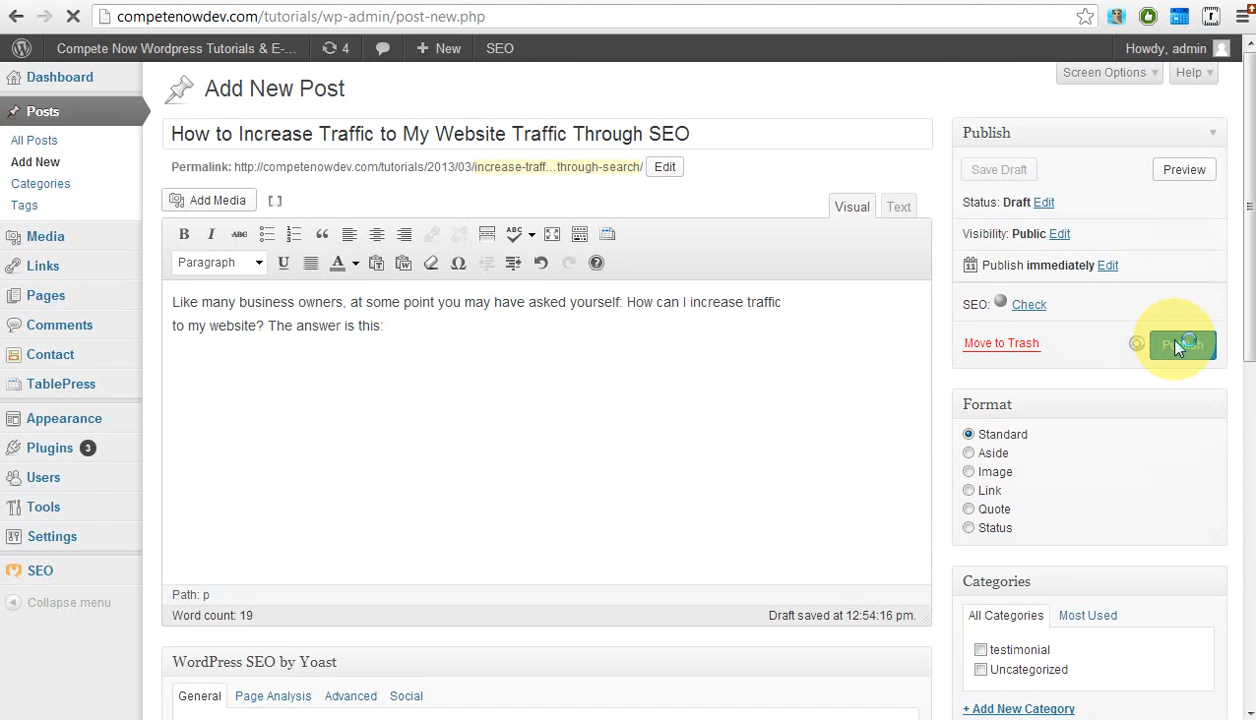 competenowdev.com/tutorials/wp-admin/post-new.php
Compete Now Wordpress Tutorials & E-... 4 + New SEO Howdy, admin
Screen Options Help
Dashboard
Posts
All Posts
Add New
Categories
Tags
Media
Links
Pages
Comments
Contact
TablePress
Appearance
Plugins 3
Users
Tools
Settings
SEO
Collapse menu
Add New Post
How to Increase Traffic to My Website Traffic Through SEO
Permalink: http://competenowdev.com/tutorials/2013/03/increase-traff...through-search/ Edit
Add Media [ ] Visual Text
B I ABC ABC
Paragraph U A
Like many business owners, at some point you may have asked yourself: How can I increase traffic
to my website? The answer is this:
Path: p
Word count: 19 Draft saved at 12:54:16 pm.
WordPress SEO by Yoast
General Page Analysis Advanced Social
Publish
Save Draft Preview
Status: Draft Edit
Visibility: Public Edit
11 Publish immediately Edit
SEO: Check
Move to Trash Publish
Format
Standard
Aside
Image
Link
Quote
Status
Categories
All Categories Most Used
testimonial
Uncategorized
+ Add New Category